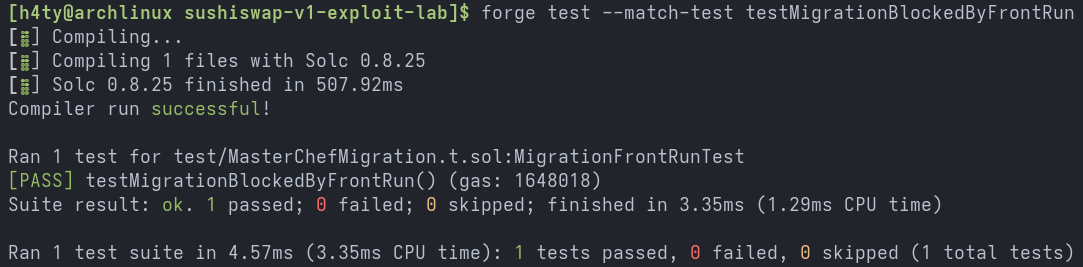 [h4ty@archlinux sushiswap-v1-exploit-lab]$ forge test --match-test testMigrationBlockedByFrontRun
[⣿] Compiling...
[⣿] Compiling 1 files with Solc 0.8.25
[⣿] Solc 0.8.25 finished in 507.92ms
Compiler run successful!
Ran 1 test for test/MasterChefMigration.t.sol:MigrationFrontRunTest
[PASS] testMigrationBlockedByFrontRun() (gas: 1648018)
Suite result: ok. 1 passed; 0 failed; 0 skipped; finished in 3.35ms (1.29ms CPU time)
Ran 1 test suite in 4.57ms (3.35ms CPU time): 1 tests passed, 0 failed, 0 skipped (1 total tests)